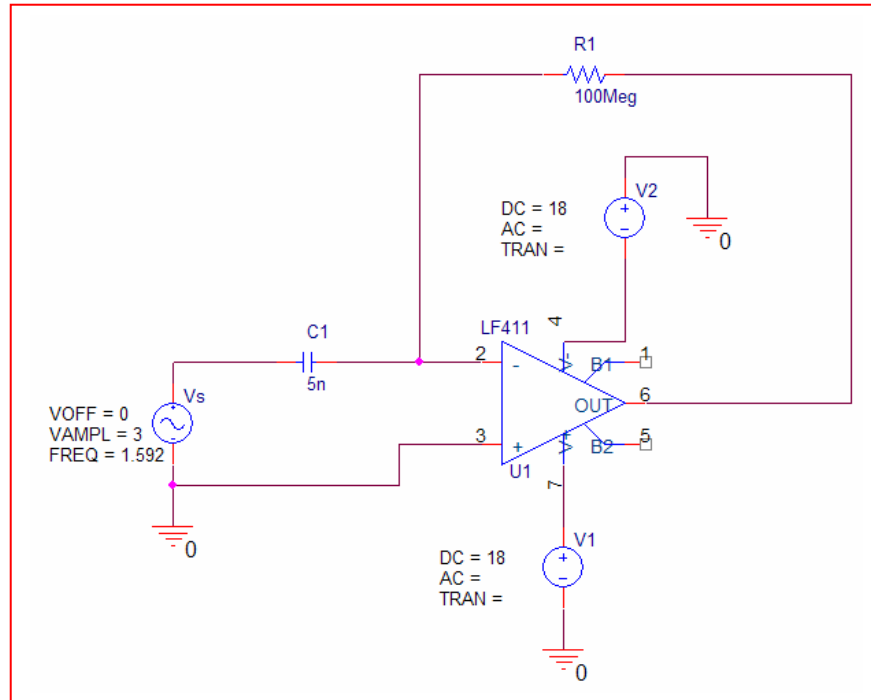 R1
100Meg
V2
DC = 18
AC =
TRAN =
+
-
0
C1
5n
LF411
4
V-
2
-
B1
1
OUT
6
3
+
V+
B2
5
U1
7
Vs
+
-
VOFF = 0
VAMPL = 3
FREQ = 1.592
0
V1
DC = 18
AC =
TRAN =
+
-
0